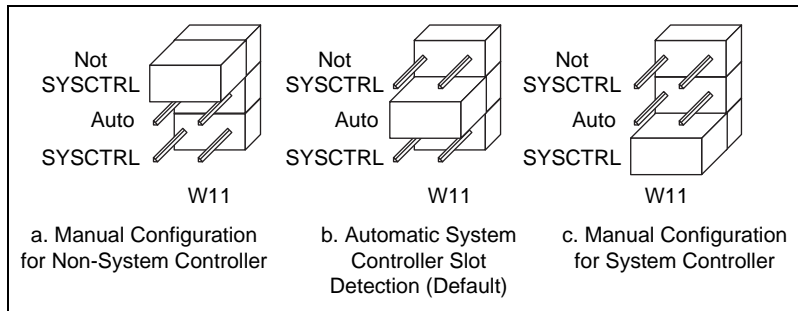 Not
SYSCTRL
Auto
SYSCTRL
W11
a. Manual Configuration
for Non-System Controller
Not
SYSCTRL
Auto
SYSCTRL
W11
b. Automatic System
Controller Slot
Detection (Default)
Not
SYSCTRL
Auto
SYSCTRL
W11
c. Manual Configuration
for System Controller